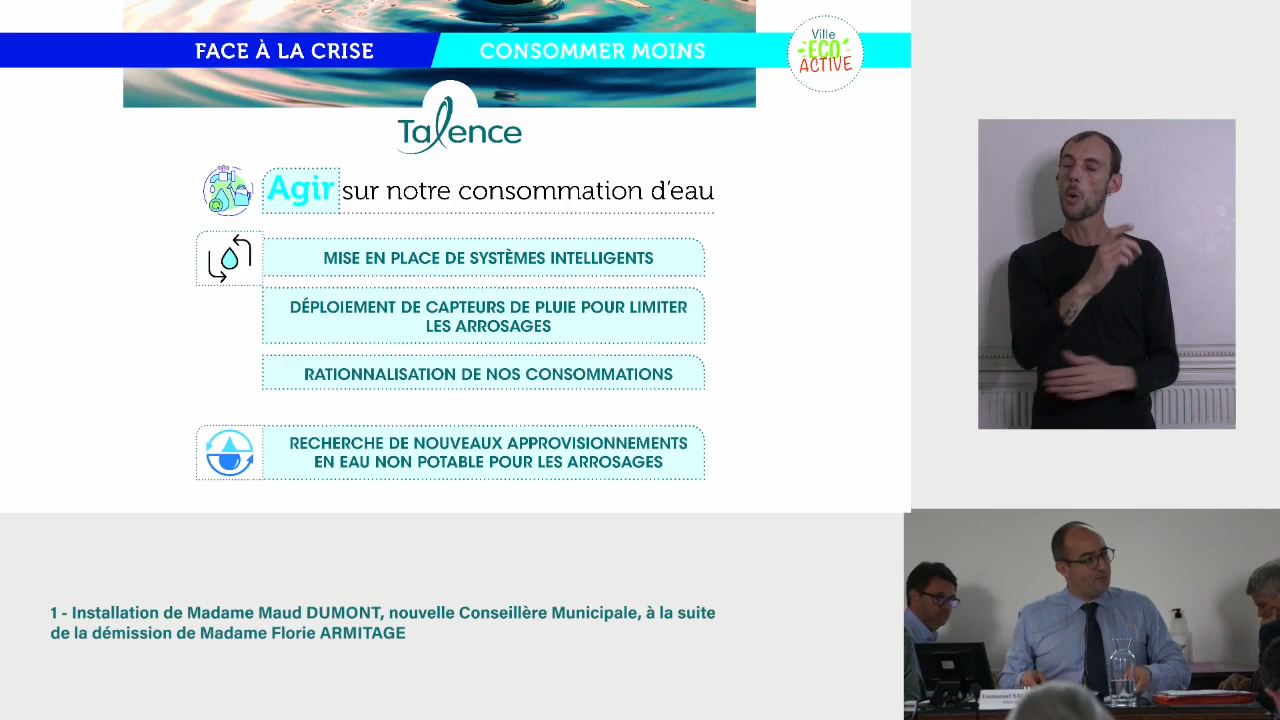 FACE À LA CRISE
CONSOMMER MOINS
Ville
ECO
ACTIVE
Talence
Agir sur notre consommation d'eau
MISE EN PLACE DE SYSTÈMES INTELLIGENTS
DÉPLOIEMENT DE CAPTEURS DE PLUIE POUR LIMITER
LES ARROSAGES
RATIONNALISATION DE NOS CONSOMMATIONS
RECHERCHE DE NOUVEAUX APPROVISIONNEMENTS
EN EAU NON POTABLE POUR LES ARROSAGES
1 - Installation de Madame Maud DUMONT, nouvelle Conseillère Municipale, à la suite
de la démission de Madame Florie ARMITAGE
Emmanuel